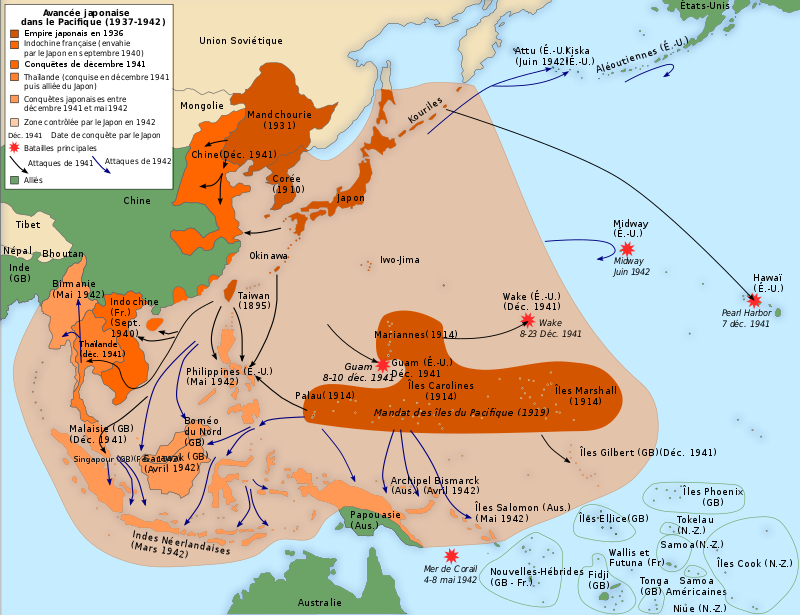 Avancée japonaise
dans le Pacifique (1937-1942)
Empire japonais en 1936
Indochine française (envahie
par le Japon en septembre 1940)
Conquêtes de décembre 1941
Thaïlande (conquise en décembre 1941
puis alliée du Japon)
Conquêtes japonaises entre
décembre 1941 et mai 1942
Zone contrôlée par le Japon en 1942
Déc. 1941 Date de conquête par le Japon
Batailles principales
Attaques de 1941
Attaques de 1942
Alliés
États-Unis
Union Soviétique
Attu (É.-U.)
(Juin 1942)
Kiska
(É.-U.)
Aléoutiennes (É.-U.)
Mongolie
Mandchourie
(1931)
Kouriles
Chine(Déc. 1941)
Corée
(1910)
Japon
Chine
Tibet
Népal
Bhoutan
Inde
(GB)
Midway
(É.-U.)
Midway
Juin 1942
Okinawa
Iwo-Jima
Hawaï
(É.-U.)
Pearl Harbor
7 déc. 1941
Birmanie
(Mai 1942)
Indochine
(Fr.)
(Sept.
1940)
Taiwan
(1895)
Wake (É.-U.)
(Déc. 1941)
Wake
8-23 Déc. 1941
Mariannes(1914)
Thaïlande
(déc. 1941)
Philippines (É.-U.)
(Mai 1942)
Guam
8-10 déc. 1941
Guam (É.-U.)
Déc. 1941
Îles Carolines
(1914)
Îles Marshall
(1914)
Palau(1914)
Mandat des îles du Pacifique (1919)
Malaisie (GB)
(Déc. 1941)
Bornéo
du Nord
(GB)
Singapour (GB)
Sarawak (GB)
(Avril 1942)
Îles Gilbert (GB)(Déc. 1941)
Archipel Bismarck
(Aus.) (Avril 1942)
Îles Salomon (Aus.)
(Mai 1942)
Papouasie
(Aus.)
Indes Néerlandaises
(Mars 1942)
Îles Phoenix
(GB)
Îles Ellice(GB)
Tokelau
(N.-Z.)
Samoa(N.-Z.)
Wallis et
Futuna (Fr)
Îles Cook (N.-Z.)
Mer de Corail
4-8 mai 1942
Nouvelles-Hébrides
(GB - Fr.)
Fidji
(GB)
Tonga
(GB)
Samoa
Américaines
Niúe (N.-Z.)
Australie